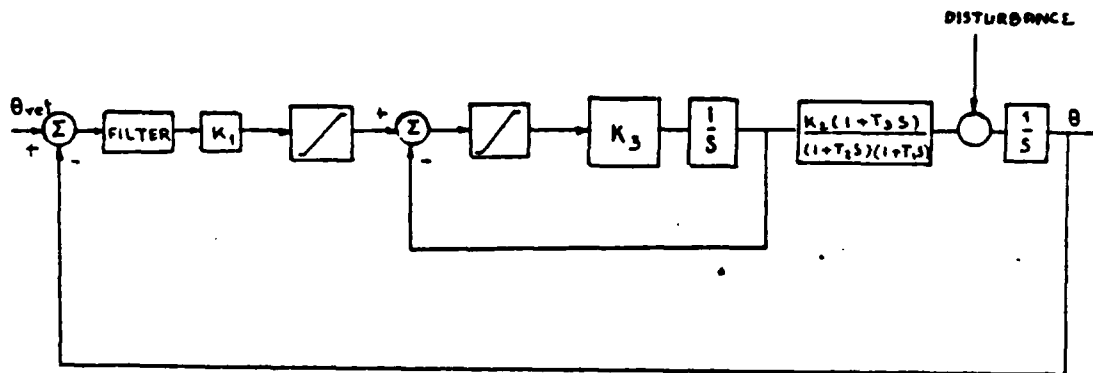 DISTURBANCE
θref
+
-
Σ
FILTER
K1
+
-
Σ
K3
1
S
K2(1+T3S)
(1+T2S)(1+T1S)
1
S
θ